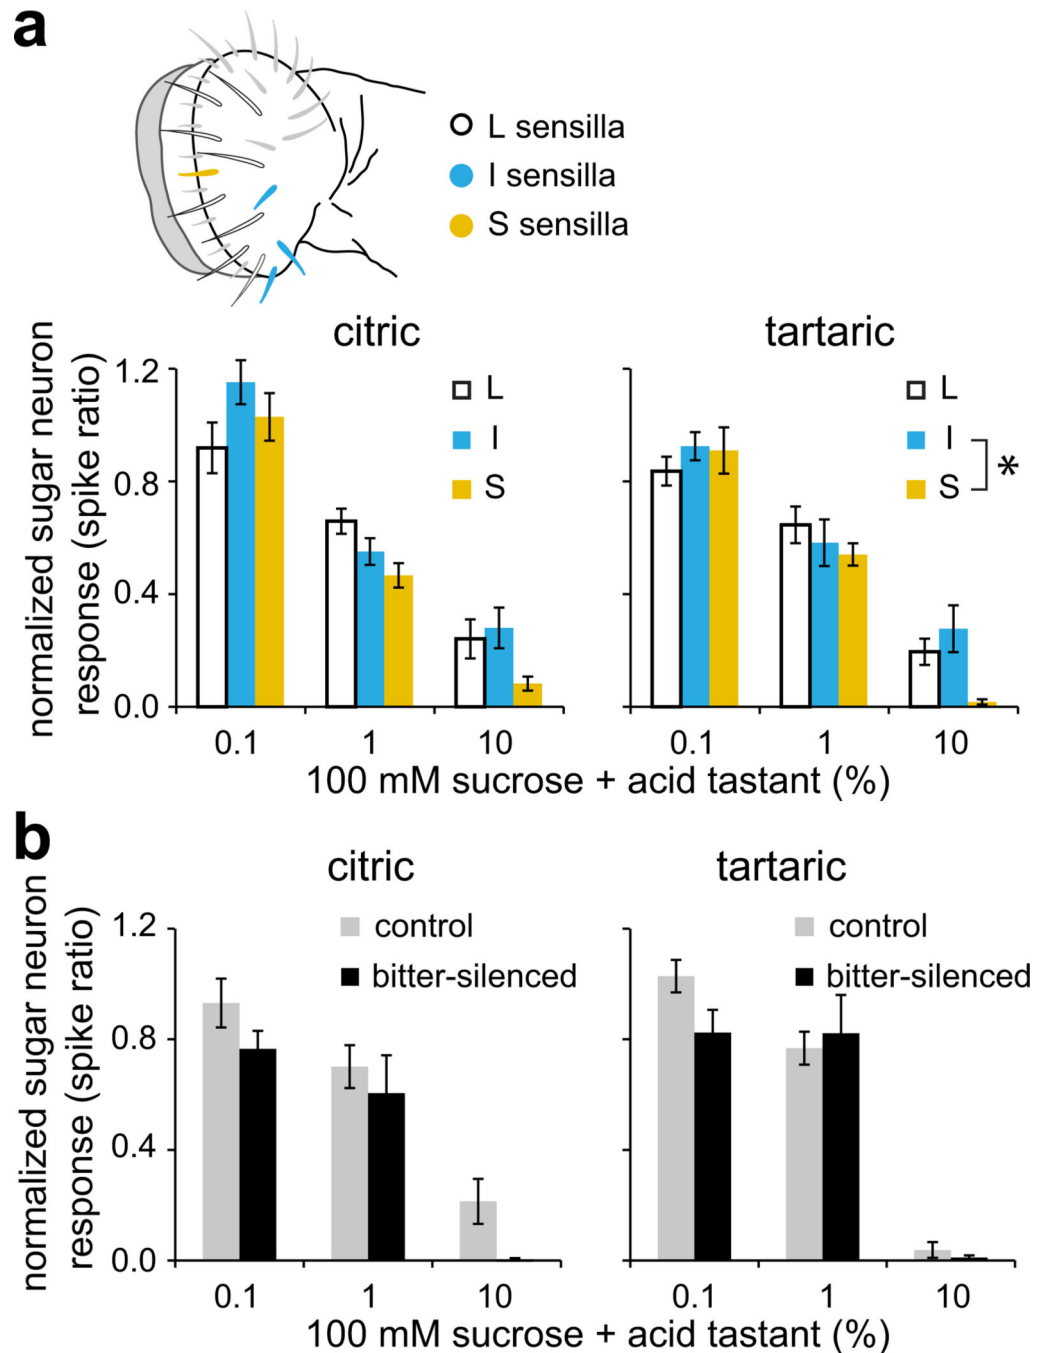 a
L sensilla
I sensilla
S sensilla
citric
tartaric
normalized sugar neuron
response (spike ratio)
1.2
0.8
0.4
0.0
L
I
S
L
I
S
*
0.1 1 10
0.1 1 10
100 mM sucrose + acid tastant (%)
b
citric
tartaric
normalized sugar neuron
response (spike ratio)
1.2
0.8
0.4
0.0
control
bitter-silenced
control
bitter-silenced
0.1 1 10
0.1 1 10
100 mM sucrose + acid tastant (%)